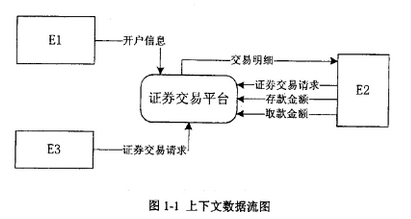 E1
开户信息
交易明细
证券交易请求
存款金额
取款金额
E2
证券交易平台
E3
证券交易请求
图 1-1 上下文数据流图